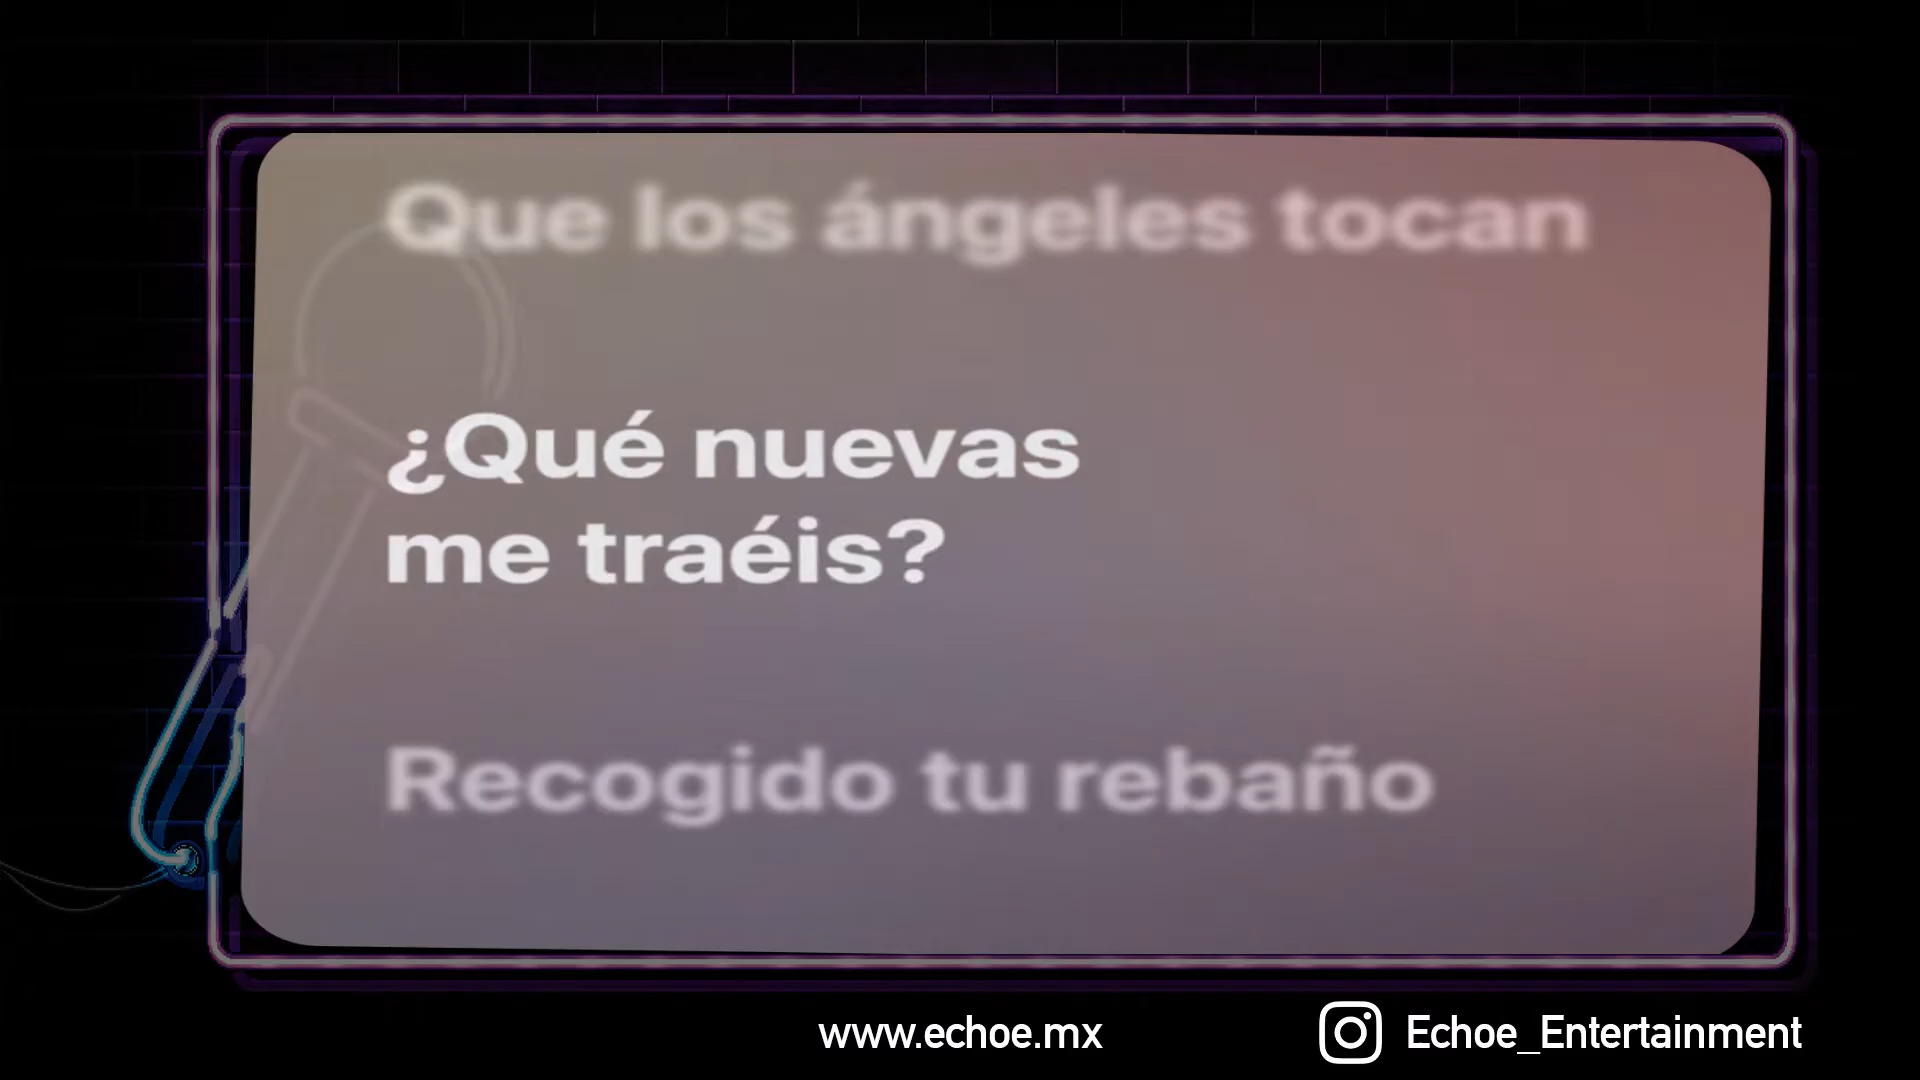 Que los ángeles tocan
¿Qué nuevas
me traéis?
Recogido tu rebaño
www.echoe.mx
Echoe_Entertainment